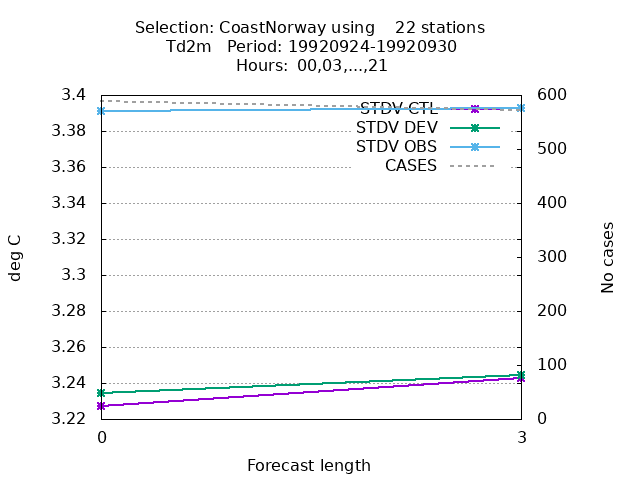 Selection: CoastNorway using    22 stations
Td2m   Period: 19920924-19920930
Hours:  00,03,...,21
3.4
3.38
3.36
3.34
3.32
3.3
3.28
3.26
3.24
3.22
deg C
600
500
400
300
200
100
0
No cases
STDV CTL
STDV DEV
STDV OBS
CASES
0
3
Forecast length